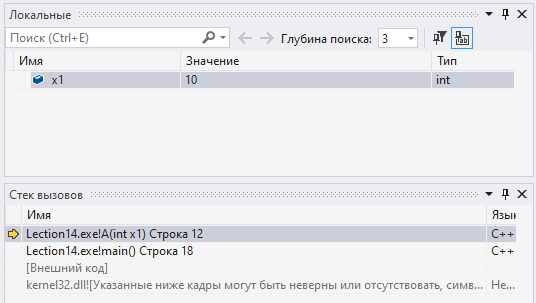 Локальные
Поиск (Ctrl+E) Глубина поиска: 3
Имя Значение Тип
x1 10 int
Стек вызовов
Имя Язык
Lection14.exe!A(int x1) Строка 12 C++
Lection14.exe!main() Строка 18 C++
[Внешний код]
kernel32.dll![Указанные ниже кадры могут быть неверны или отсутствовать, симв... Не...